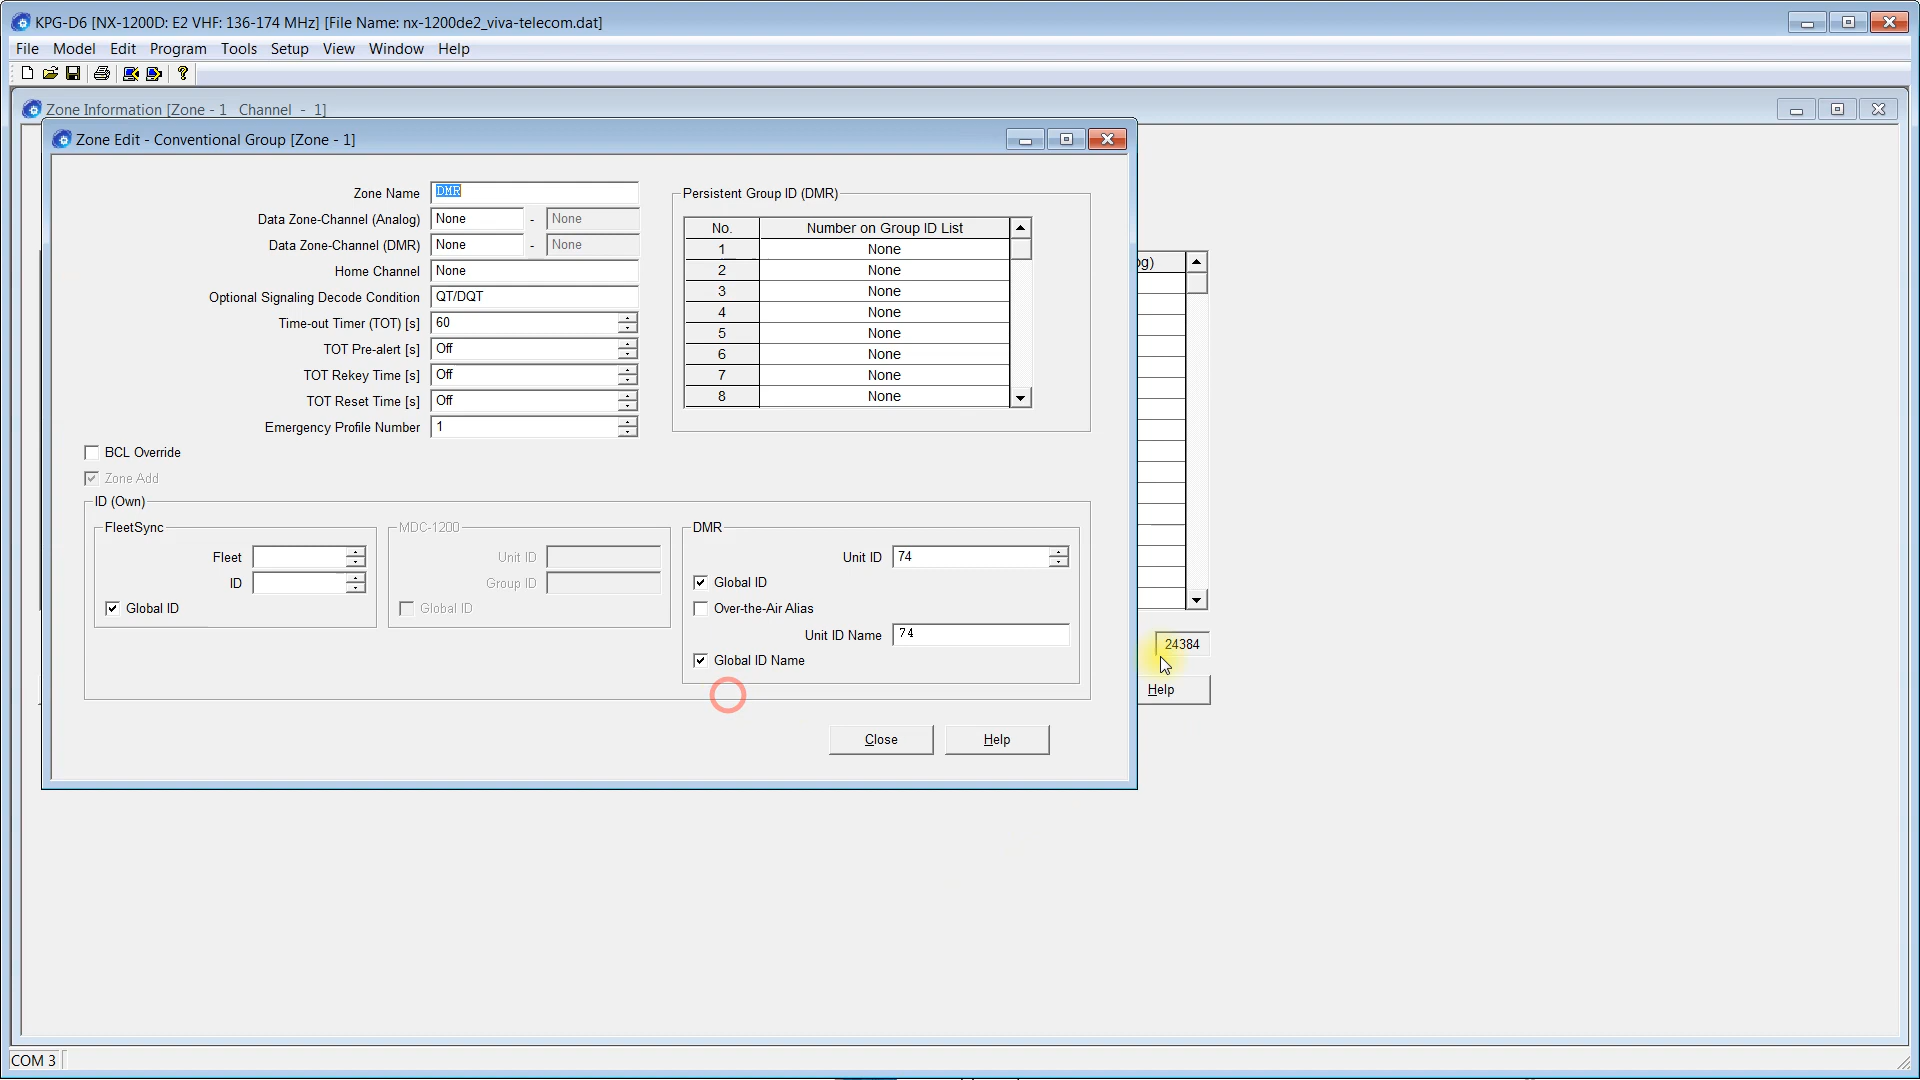 KPG-D6 [NX-1200D: E2 VHF: 136-174 MHz] [File Name: nx-1200de2_viva-telecom.dat]
File Model Edit Program Tools Setup View Window Help
Zone Information [Zone - 1 Channel - 1]
Zone Edit - Conventional Group [Zone - 1]
Zone Name DMR
Data Zone-Channel (Analog) None - None
Data Zone-Channel (DMR) None - None
Home Channel None
Optional Signaling Decode Condition QT/DQT
Time-out Timer (TOT) [s] 60
TOT Pre-alert [s] Off
TOT Rekey Time [s] Off
TOT Reset Time [s] Off
Emergency Profile Number 1
BCL Override
Zone Add
Persistent Group ID (DMR)
No. Number on Group ID List
1 None
2 None
3 None
4 None
5 None
6 None
7 None
8 None
ID (Own)
FleetSync
Fleet
ID
Global ID
MDC-1200
Unit ID
Group ID
Global ID
DMR
Unit ID 74
Global ID
Over-the-Air Alias
Unit ID Name 74
Global ID Name
Close Help
24384
Help
COM 3